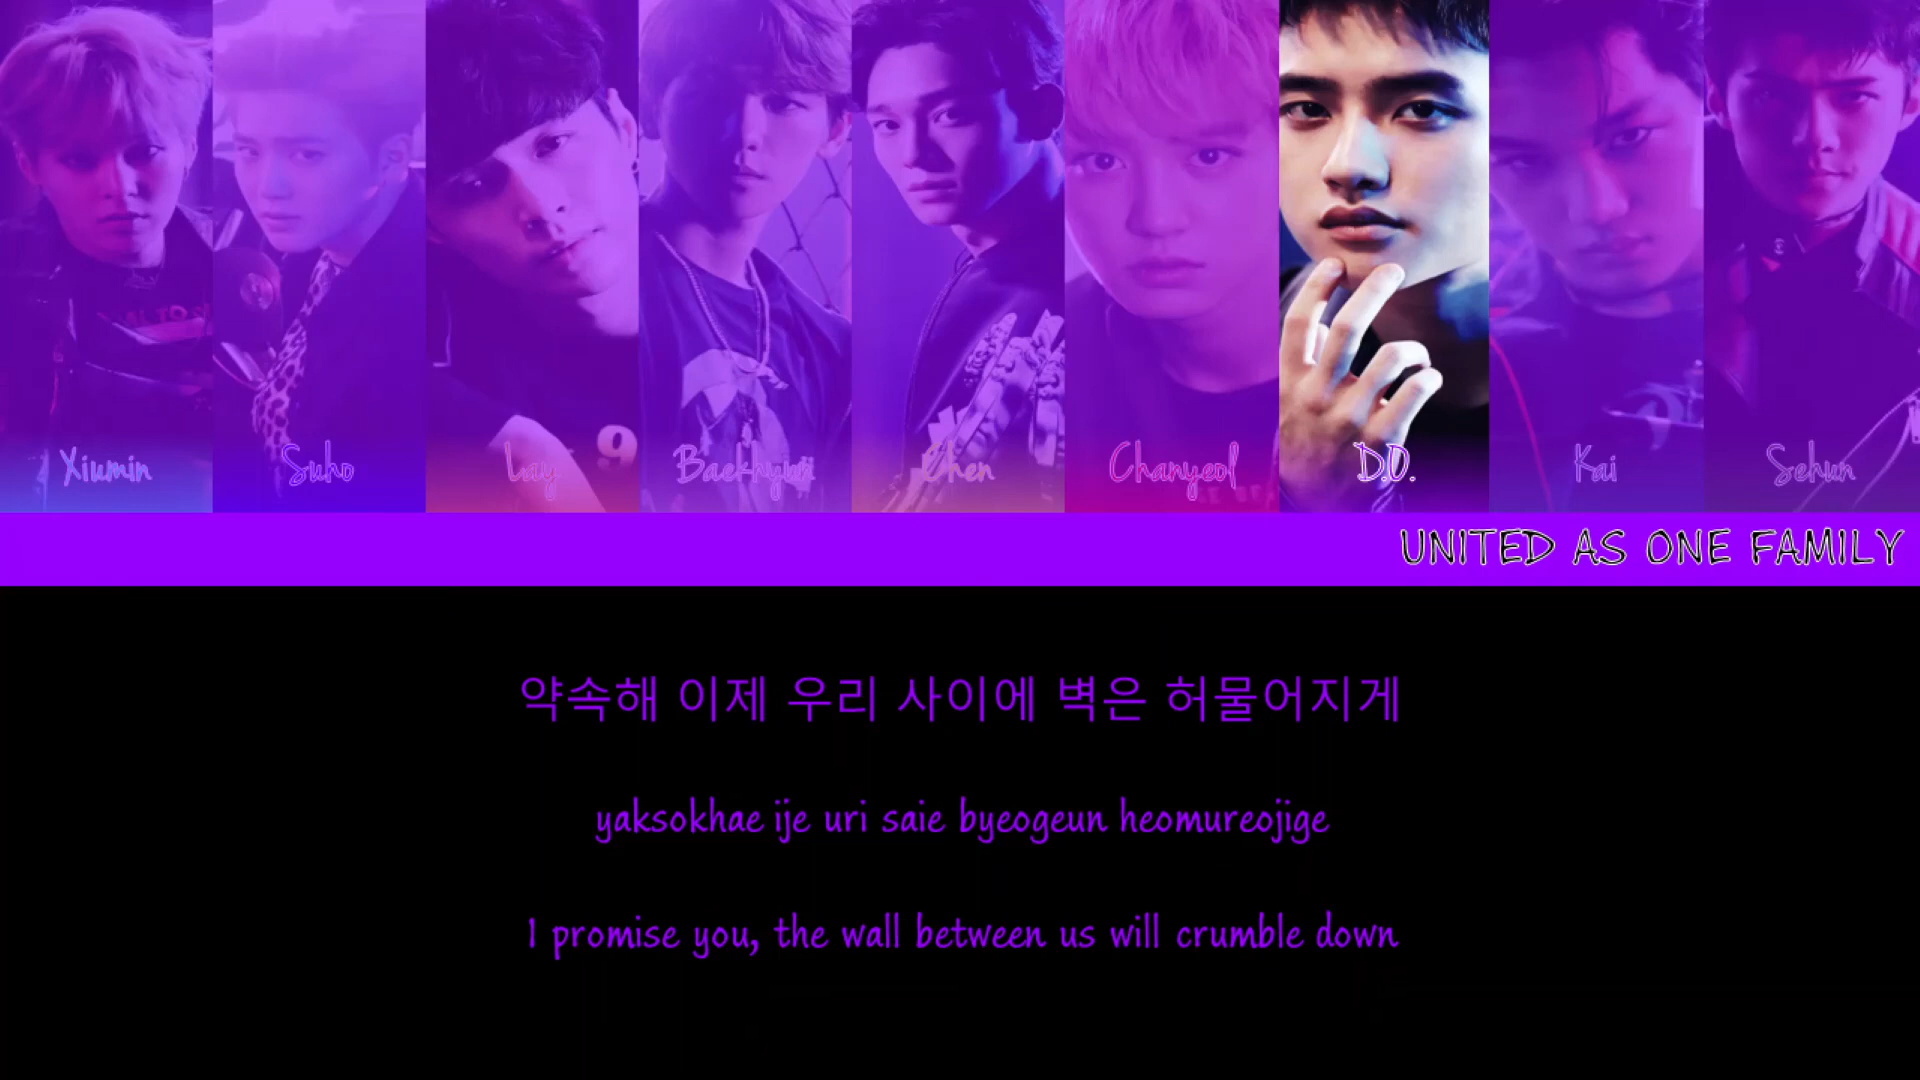 Xiumin Suho Lay Baekhyun Chen Chanyeol D.O. Kai Sehun
9
UNITED AS ONE FAMILY
약속해 이제 우리 사이에 벽은 허물어지게
yaksokhae ije uri saie byeogeun heomureojige
I promise you, the wall between us will crumble down